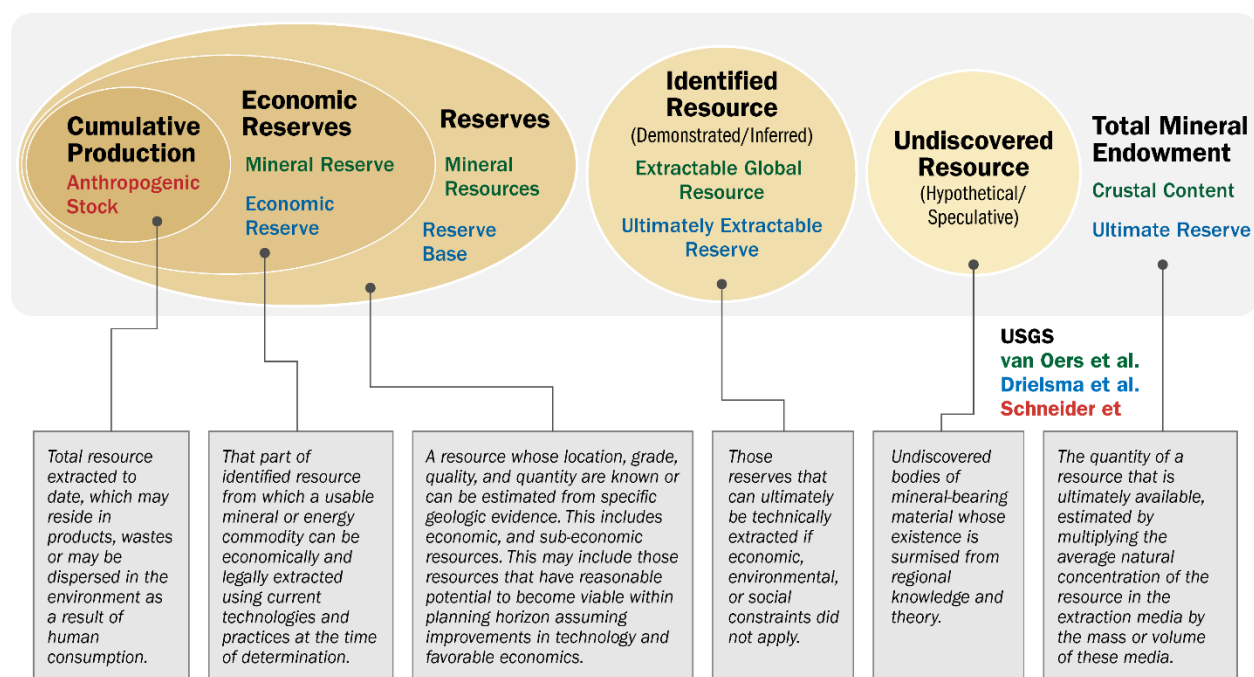 Cumulative
Production
Anthropogenic
Stock
Economic
Reserves
Mineral Reserve
Economic
Reserve
Reserves
Mineral
Resources
Reserve
Base
Identified
Resource
(Demonstrated/Inferred)
Extractable Global
Resource
Ultimately Extractable
Reserve
Undiscovered
Resource
(Hypothetical/
Speculative)
Total Mineral
Endowment
Crustal Content
Ultimate Reserve
USGS
van Oers et al.
Drielsma et al.
Schneider et
Total resource
extracted to
date, which may
reside in
products, wastes
or may be
dispersed in the
environment as
a result of
human
consumption.
That part of
identified resource
from which a usable
mineral or energy
commodity can be
economically and
legally extracted
using current
technologies and
practices at the time
of determination.
A resource whose location, grade,
quality, and quantity are known or
can be estimated from specific
geologic evidence. This includes
economic, and sub-economic
resources. This may include those
resources that have reasonable
potential to become viable within
planning horizon assuming
improvements in technology and
favorable economics.
Those
reserves that
can ultimately
be technically
extracted if
economic,
environmental,
or social
constraints did
not apply.
Undiscovered
bodies of
mineral-bearing
material whose
existence is
surmised from
regional
knowledge and
theory.
The quantity of a
resource that is
ultimately available,
estimated by
multiplying the
average natural
concentration of the
resource in the
extraction media by
the mass or volume
of these media.